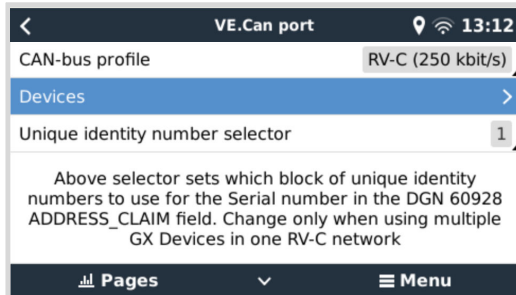 VE.Can port 13:12
CAN-bus profile RV-C (250 kbit/s)
Devices
Unique identity number selector 1
Above selector sets which block of unique identity
numbers to use for the Serial number in the DGN 60928
ADDRESS_CLAIM field. Change only when using multiple
GX Devices in one RV-C network
Pages Menu